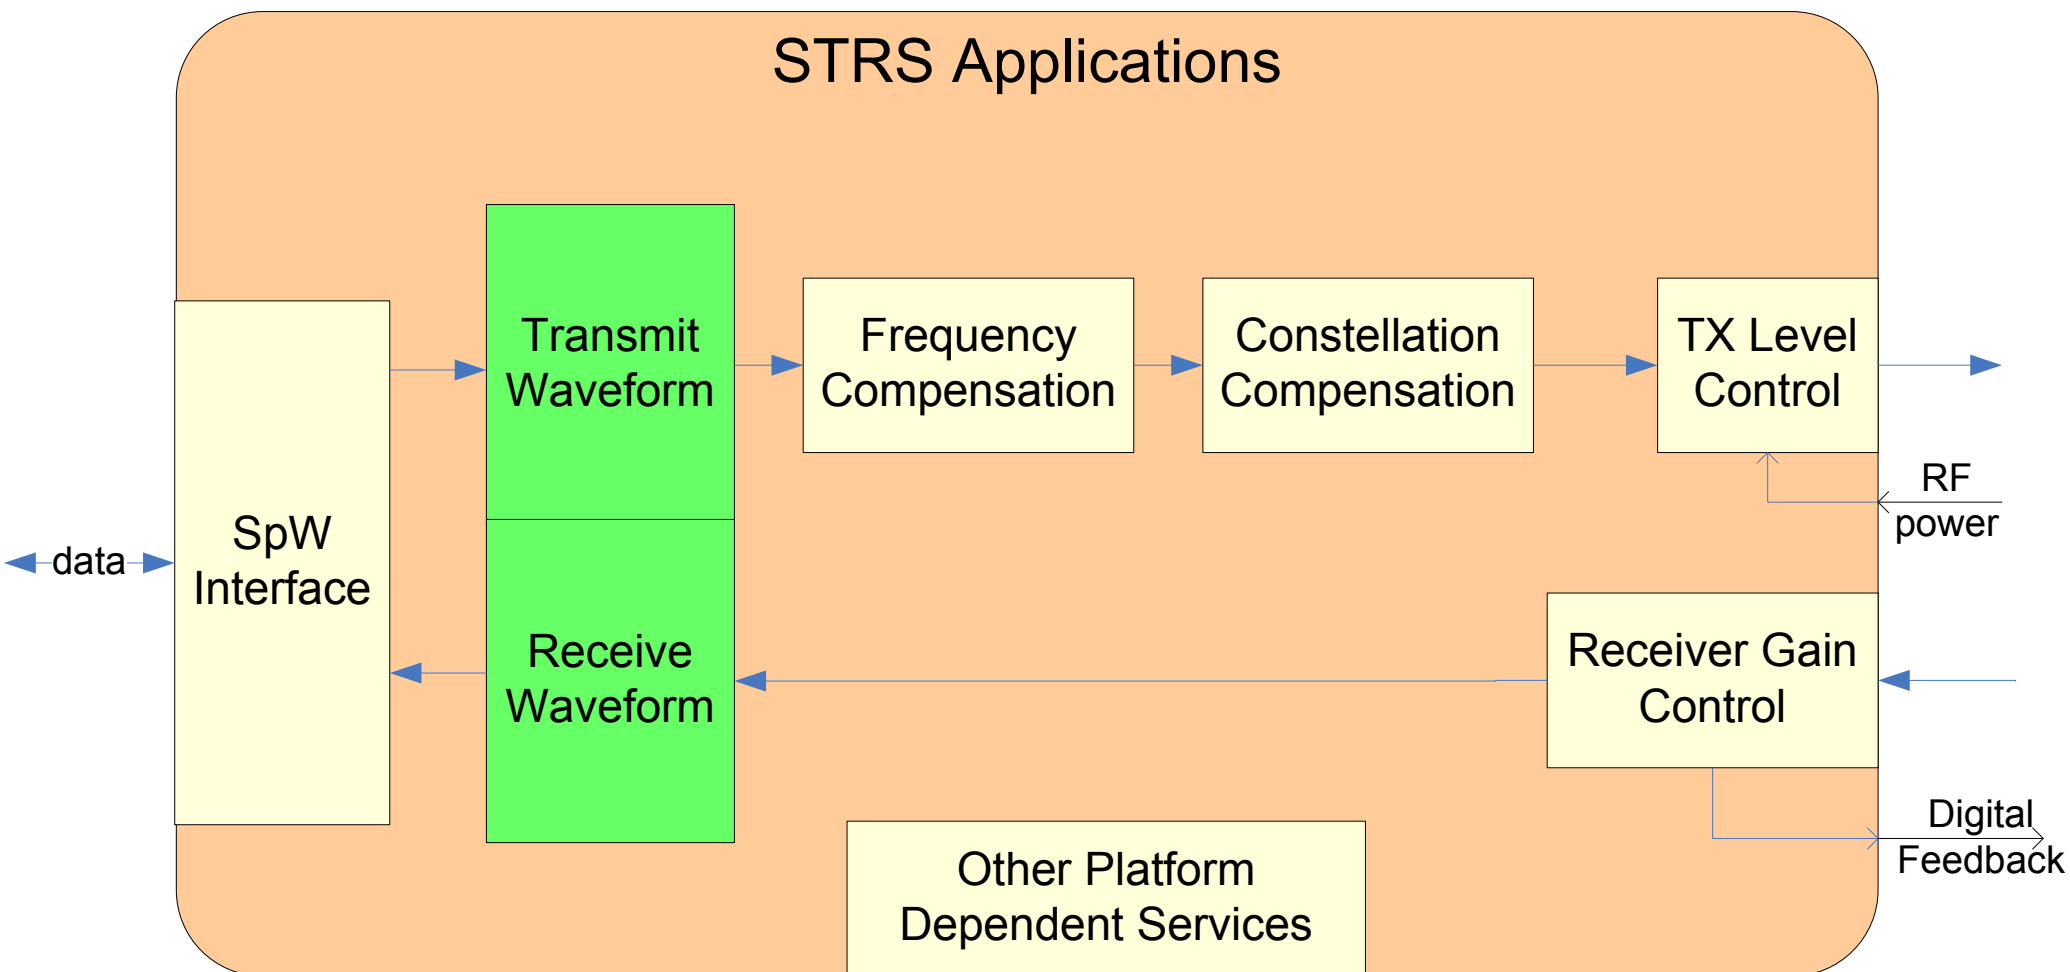 STRS Applications
Transmit
Waveform
Frequency
Compensation
Constellation
Compensation
TX Level
Control
RF
power
SpW
Interface
data
Receive
Waveform
Receiver Gain
Control
Digital
Feedback
Other Platform
Dependent Services